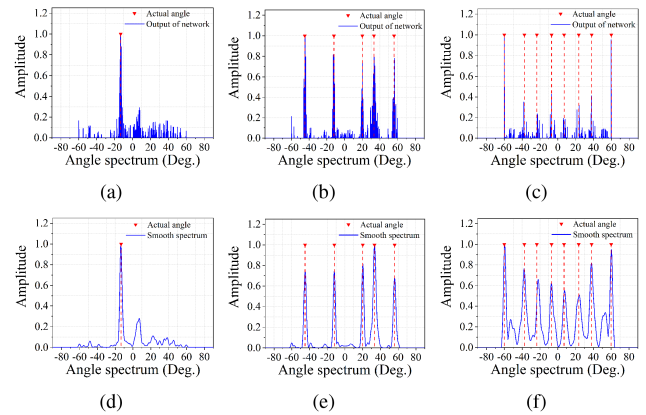 Actual angle
Output of network
Amplitude
1.2
1.0
0.8
0.6
0.4
0.2
0.0
-80 -60 -40 -20 0 20 40 60 80
Angle spectrum (Deg.)
(a)
Actual angle
Output of network
Amplitude
1.2
1.0
0.8
0.6
0.4
0.2
0.0
-80 -60 -40 -20 0 20 40 60 80
Angle spectrum (Deg.)
(b)
Actual angle
Output of network
Amplitude
1.2
1.0
0.8
0.6
0.4
0.2
0.0
-80 -60 -40 -20 0 20 40 60 80
Angle spectrum (Deg.)
(c)
Actual angle
Smooth spectrum
Amplitude
1.2
1.0
0.8
0.6
0.4
0.2
0.0
-80 -60 -40 -20 0 20 40 60 80
Angle spectrum (Deg.)
(d)
Actual angle
Smooth spectrum
Amplitude
1.2
1.0
0.8
0.6
0.4
0.2
0.0
-80 -60 -40 -20 0 20 40 60 80
Angle spectrum (Deg.)
(e)
Actual angle
Smooth spectrum
Amplitude
1.2
1.0
0.8
0.6
0.4
0.2
0.0
-80 -60 -40 -20 0 20 40 60 80
Angle spectrum (Deg.)
(f)